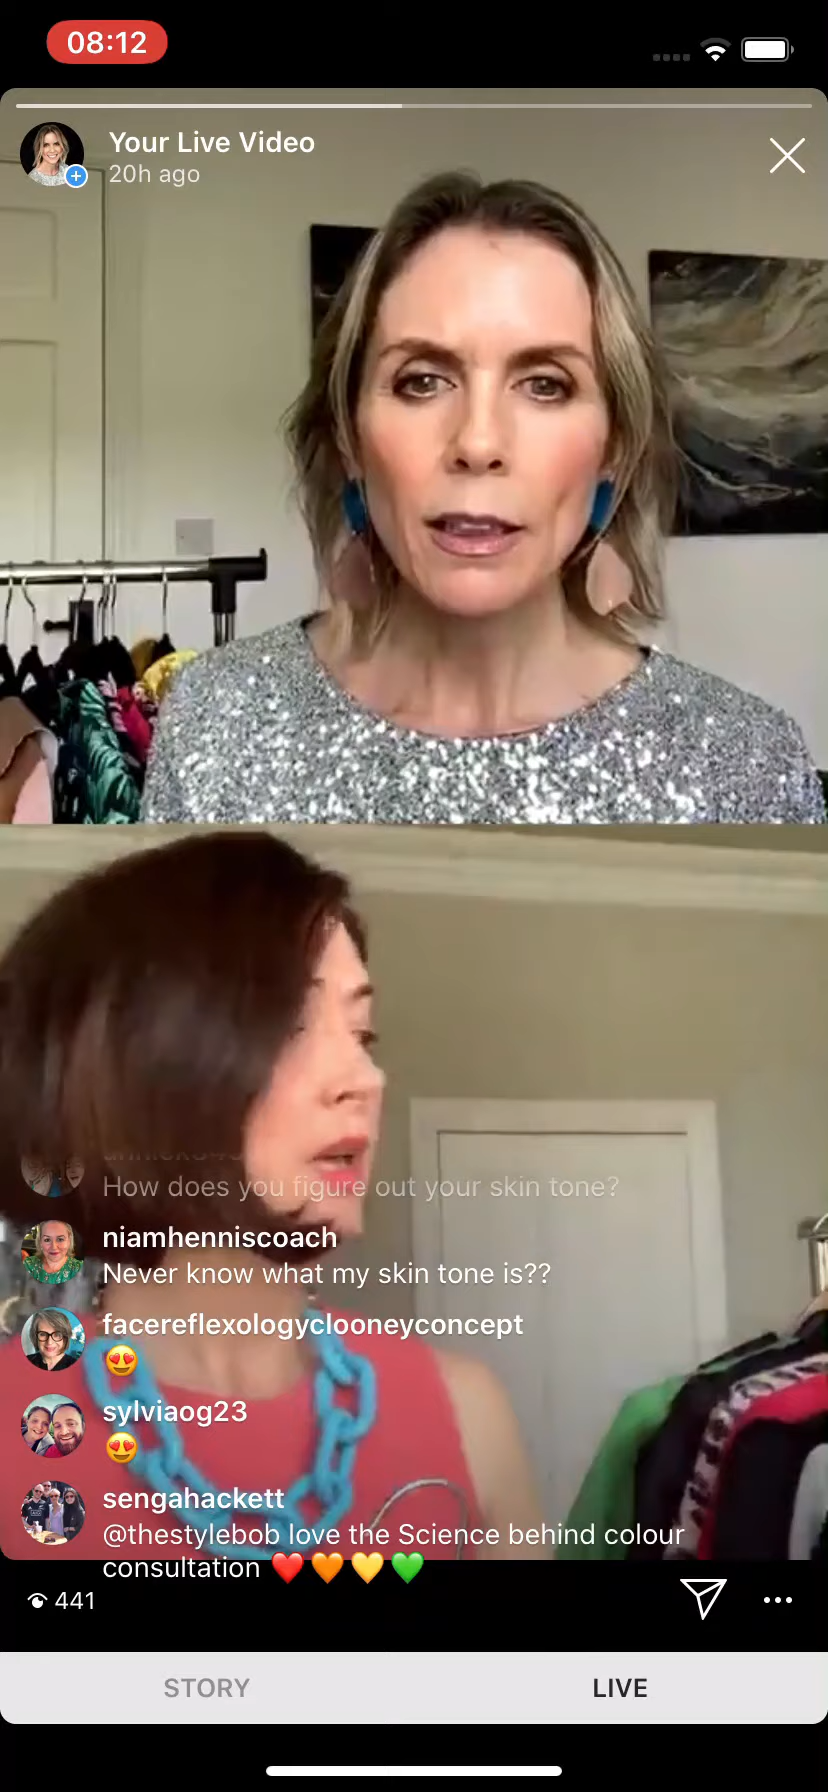 08:12
Your Live Video
20h ago
How does you figure out your skin tone?
niamhenniscoach
Never know what my skin tone is??
facereflexologyclooneyconcept
😍
sylviaog23
😍
sengahackett
@thestylebob love the Science behind colour
consultation ❤️🧡💛💚
441
STORY
LIVE